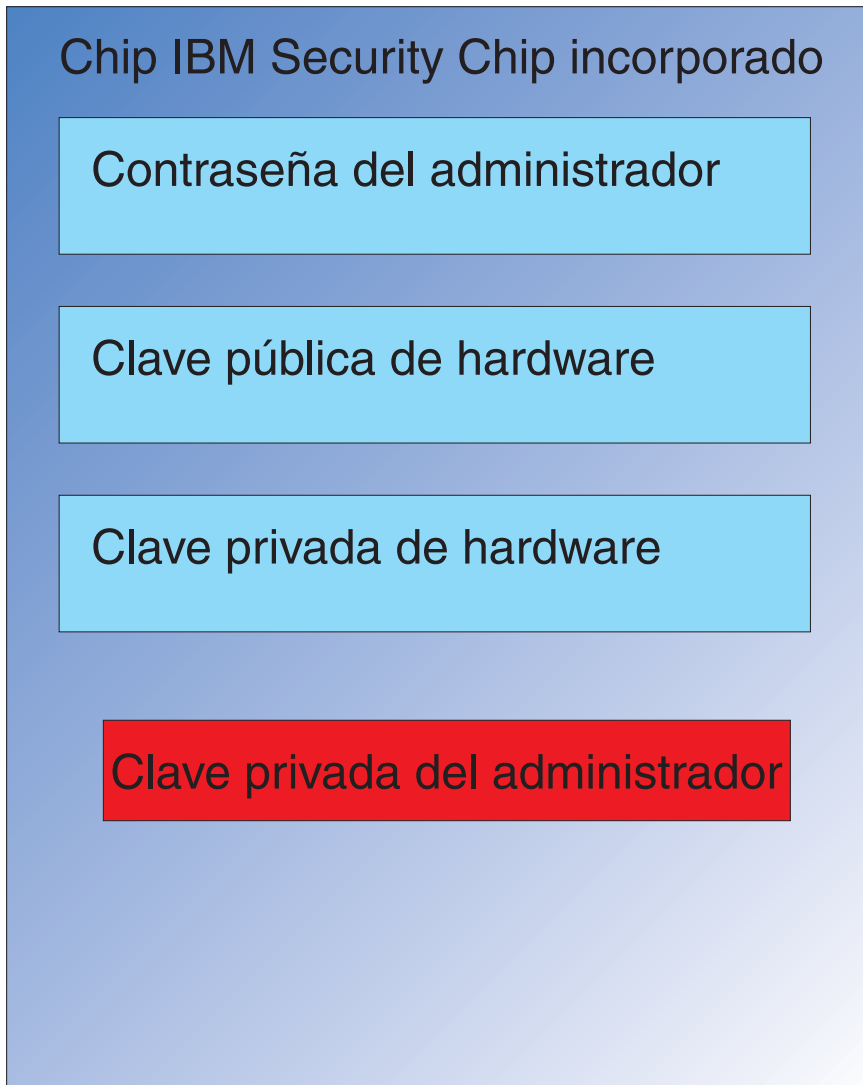 Chip IBM Security Chip incorporado
Contraseña del administrador
Clave pública de hardware
Clave privada de hardware
Clave privada del administrador